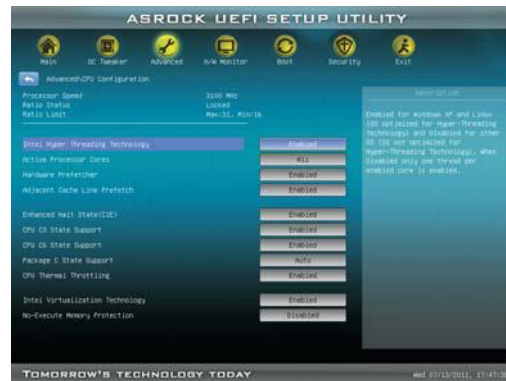 ASROCK UEFI SETUP UTILITY
Main
OC Tweaker
Advanced
H/W Monitor
Boot
Security
Exit
Advanced\CPU Configuration
Processor Speed 3100 MHz
Ratio Status Locked
Ratio Limit Max:31, Min:16
Intel Hyper Threading Technology Enabled
Active Processor Cores All
Hardware Prefetcher Enabled
Adjacent Cache Line Prefetch Enabled
Enhanced Halt State(C1E) Enabled
CPU C3 State Support Enabled
CPU C6 State Support Enabled
Package C State Support Auto
CPU Thermal Throttling Enabled
Intel Virtualization Technology Enabled
No-Execute Memory Protection Disabled
Description
Enabled for Windows XP and Linux
(OS optimized for Hyper-Threading
Technology) and Disabled for other
OS (OS not optimized for
Hyper-Threading Technology). When
Disabled only one thread per
enabled core is enabled.
TOMORROW'S TECHNOLOGY TODAY
Wed 07/13/2011,